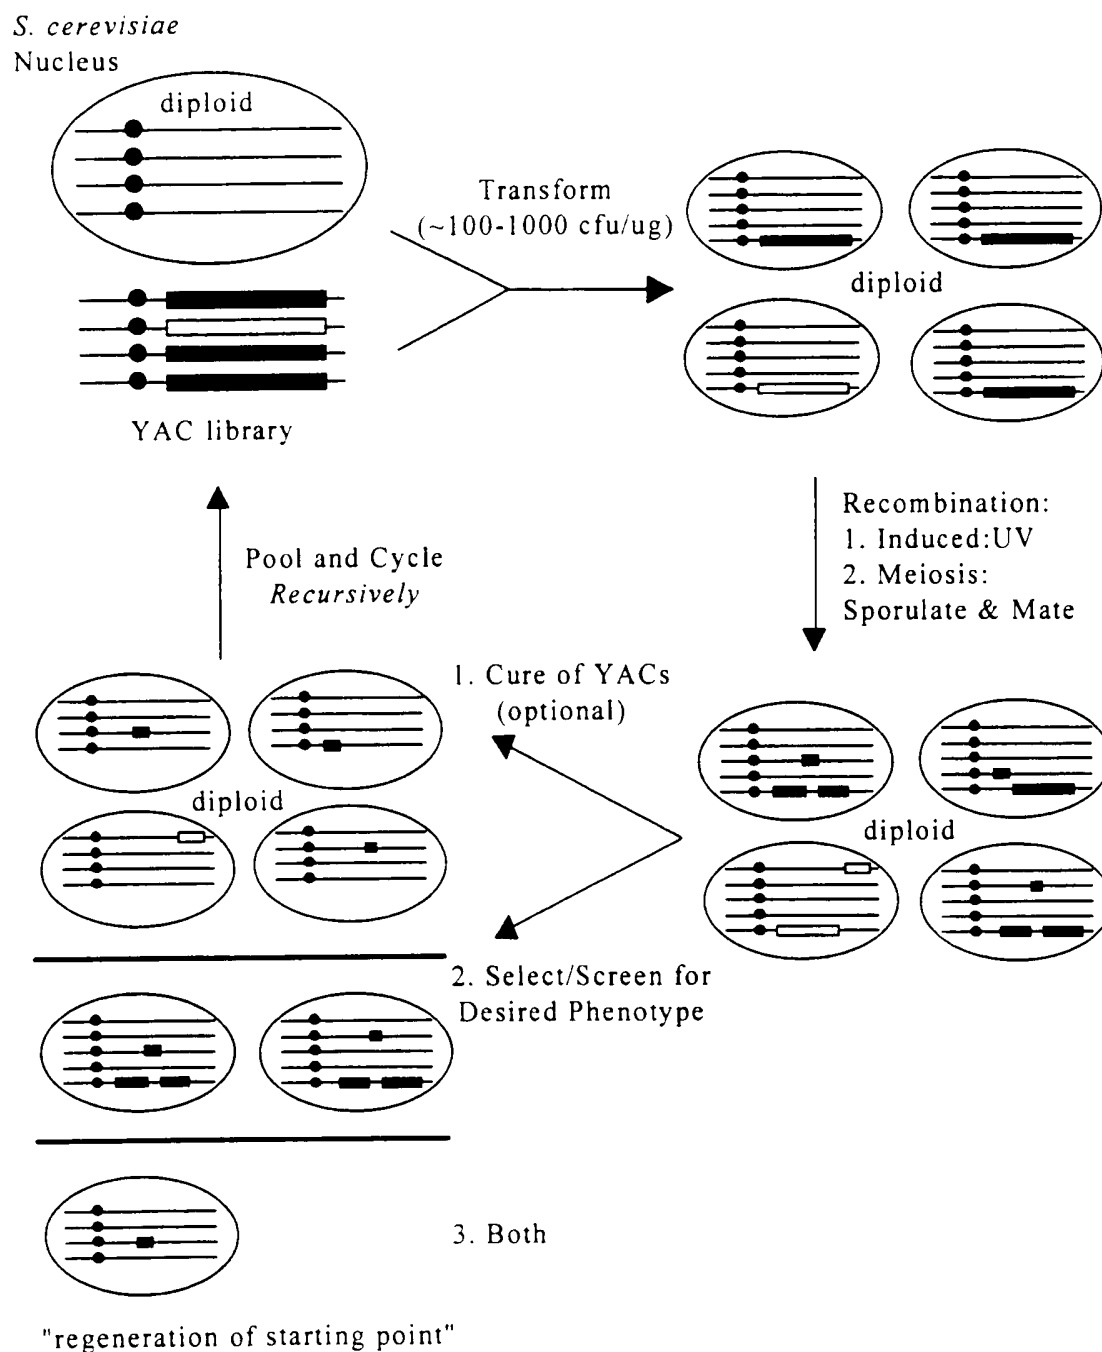 S. cerevisiae
Nucleus
diploid
Transform
(~100-1000 cfu/ug)
diploid
YAC library
Recombination:
1. Induced:UV
2. Meiosis:
Sporulate & Mate
Pool and Cycle
Recursively
1. Cure of YACs
(optional)
diploid
diploid
2. Select/Screen for
Desired Phenotype
3. Both
"regeneration of starting point"